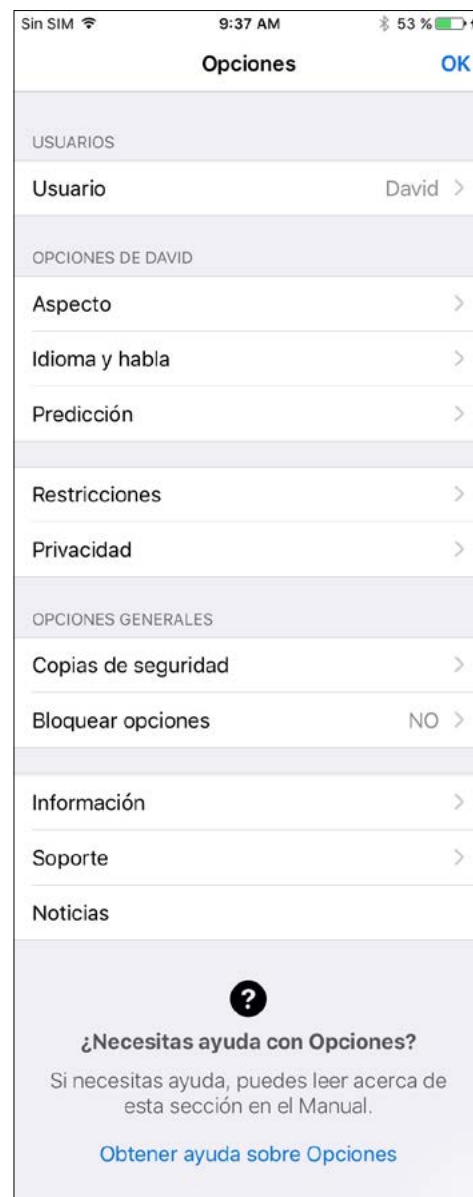 Sin SIM 9:37 AM 53 %
Opciones OK
USUARIOS
Usuario David
OPCIONES DE DAVID
Aspecto
Idioma y habla
Predicción
Restricciones
Privacidad
OPCIONES GENERALES
Copias de seguridad
Bloquear opciones NO
Información
Soporte
Noticias
?
¿Necesitas ayuda con Opciones?
Si necesitas ayuda, puedes leer acerca de
esta sección en el Manual.
Obtener ayuda sobre Opciones